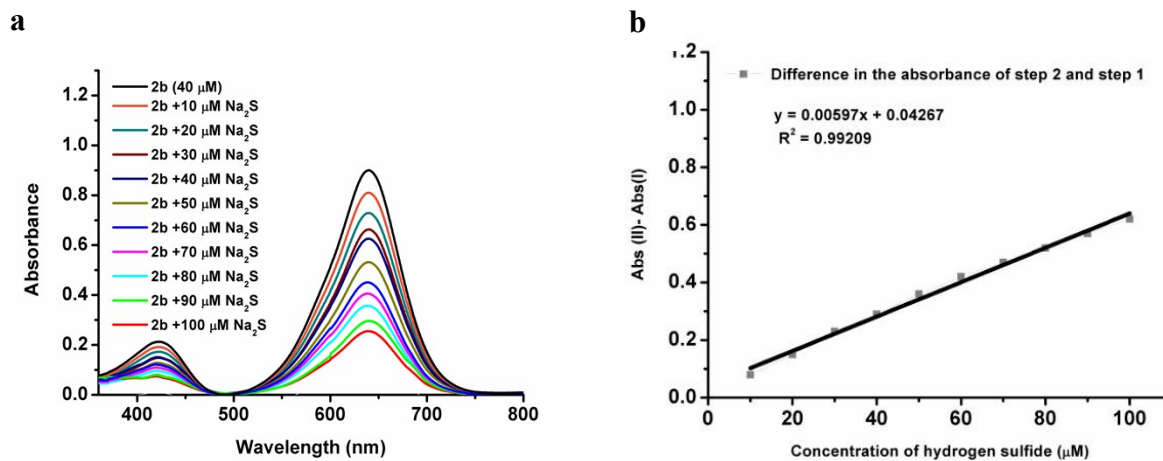 a
1.2
1.0
0.8
0.6
0.4
0.2
0.0
Absorbance
2b (40 μM)
2b +10 μM Na₂S
2b +20 μM Na₂S
2b +30 μM Na₂S
2b +40 μM Na₂S
2b +50 μM Na₂S
2b +60 μM Na₂S
2b +70 μM Na₂S
2b +80 μM Na₂S
2b +90 μM Na₂S
2b +100 μM Na₂S
400 500 600 700 800
Wavelength (nm)
b
1.2
1.0
0.8
0.6
0.4
0.2
0.0
Abs (II)- Abs(I)
Difference in the absorbance of step 2 and step 1
y = 0.00597x + 0.04267
R² = 0.99209
0 20 40 60 80 100
Concentration of hydrogen sulfide (μM)